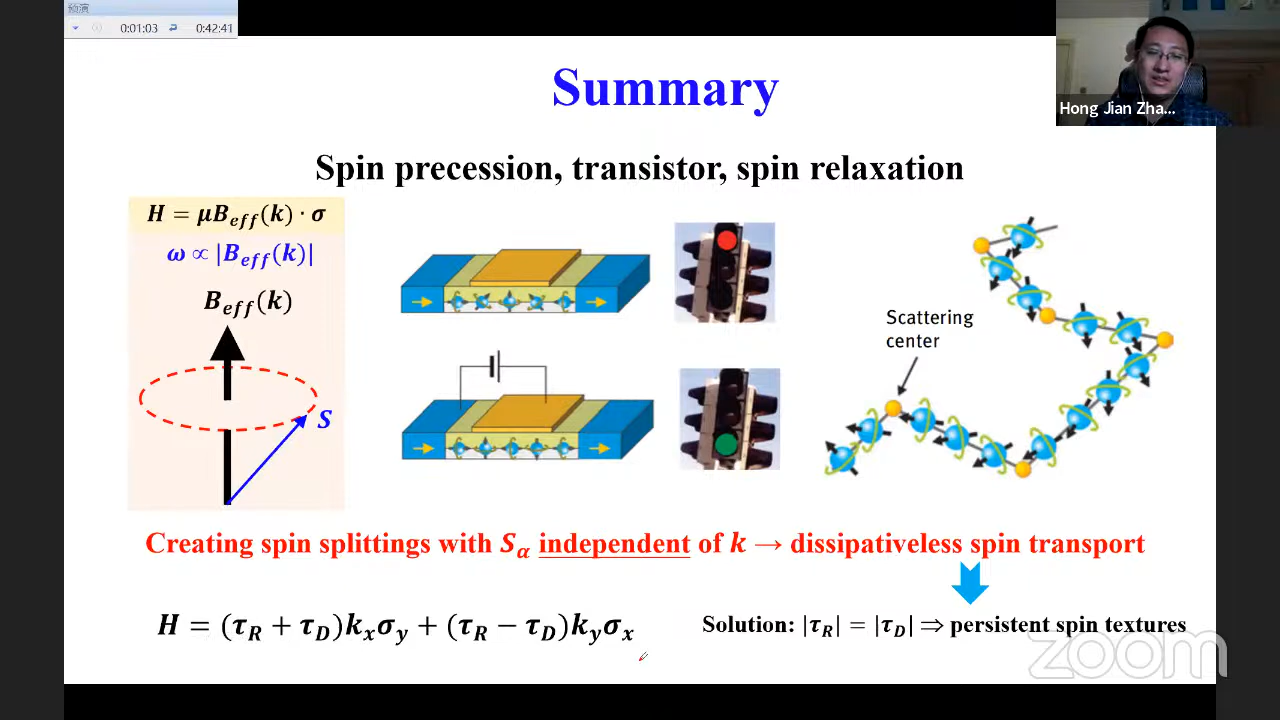 预演
0:01:03 0:42:41
Hong Jian Zha...
Summary
Spin precession, transistor, spin relaxation
H = μB_eff(k) · σ
ω ∝ |B_eff(k)|
B_eff(k)
S
Scattering
center
Creating spin splittings with S_α independent of k → dissipativeless spin transport
H = (τ_R + τ_D)k_xσ_y + (τ_R − τ_D)k_yσ_x
Solution: |τ_R| = |τ_D| ⇒ persistent spin textures
zoom